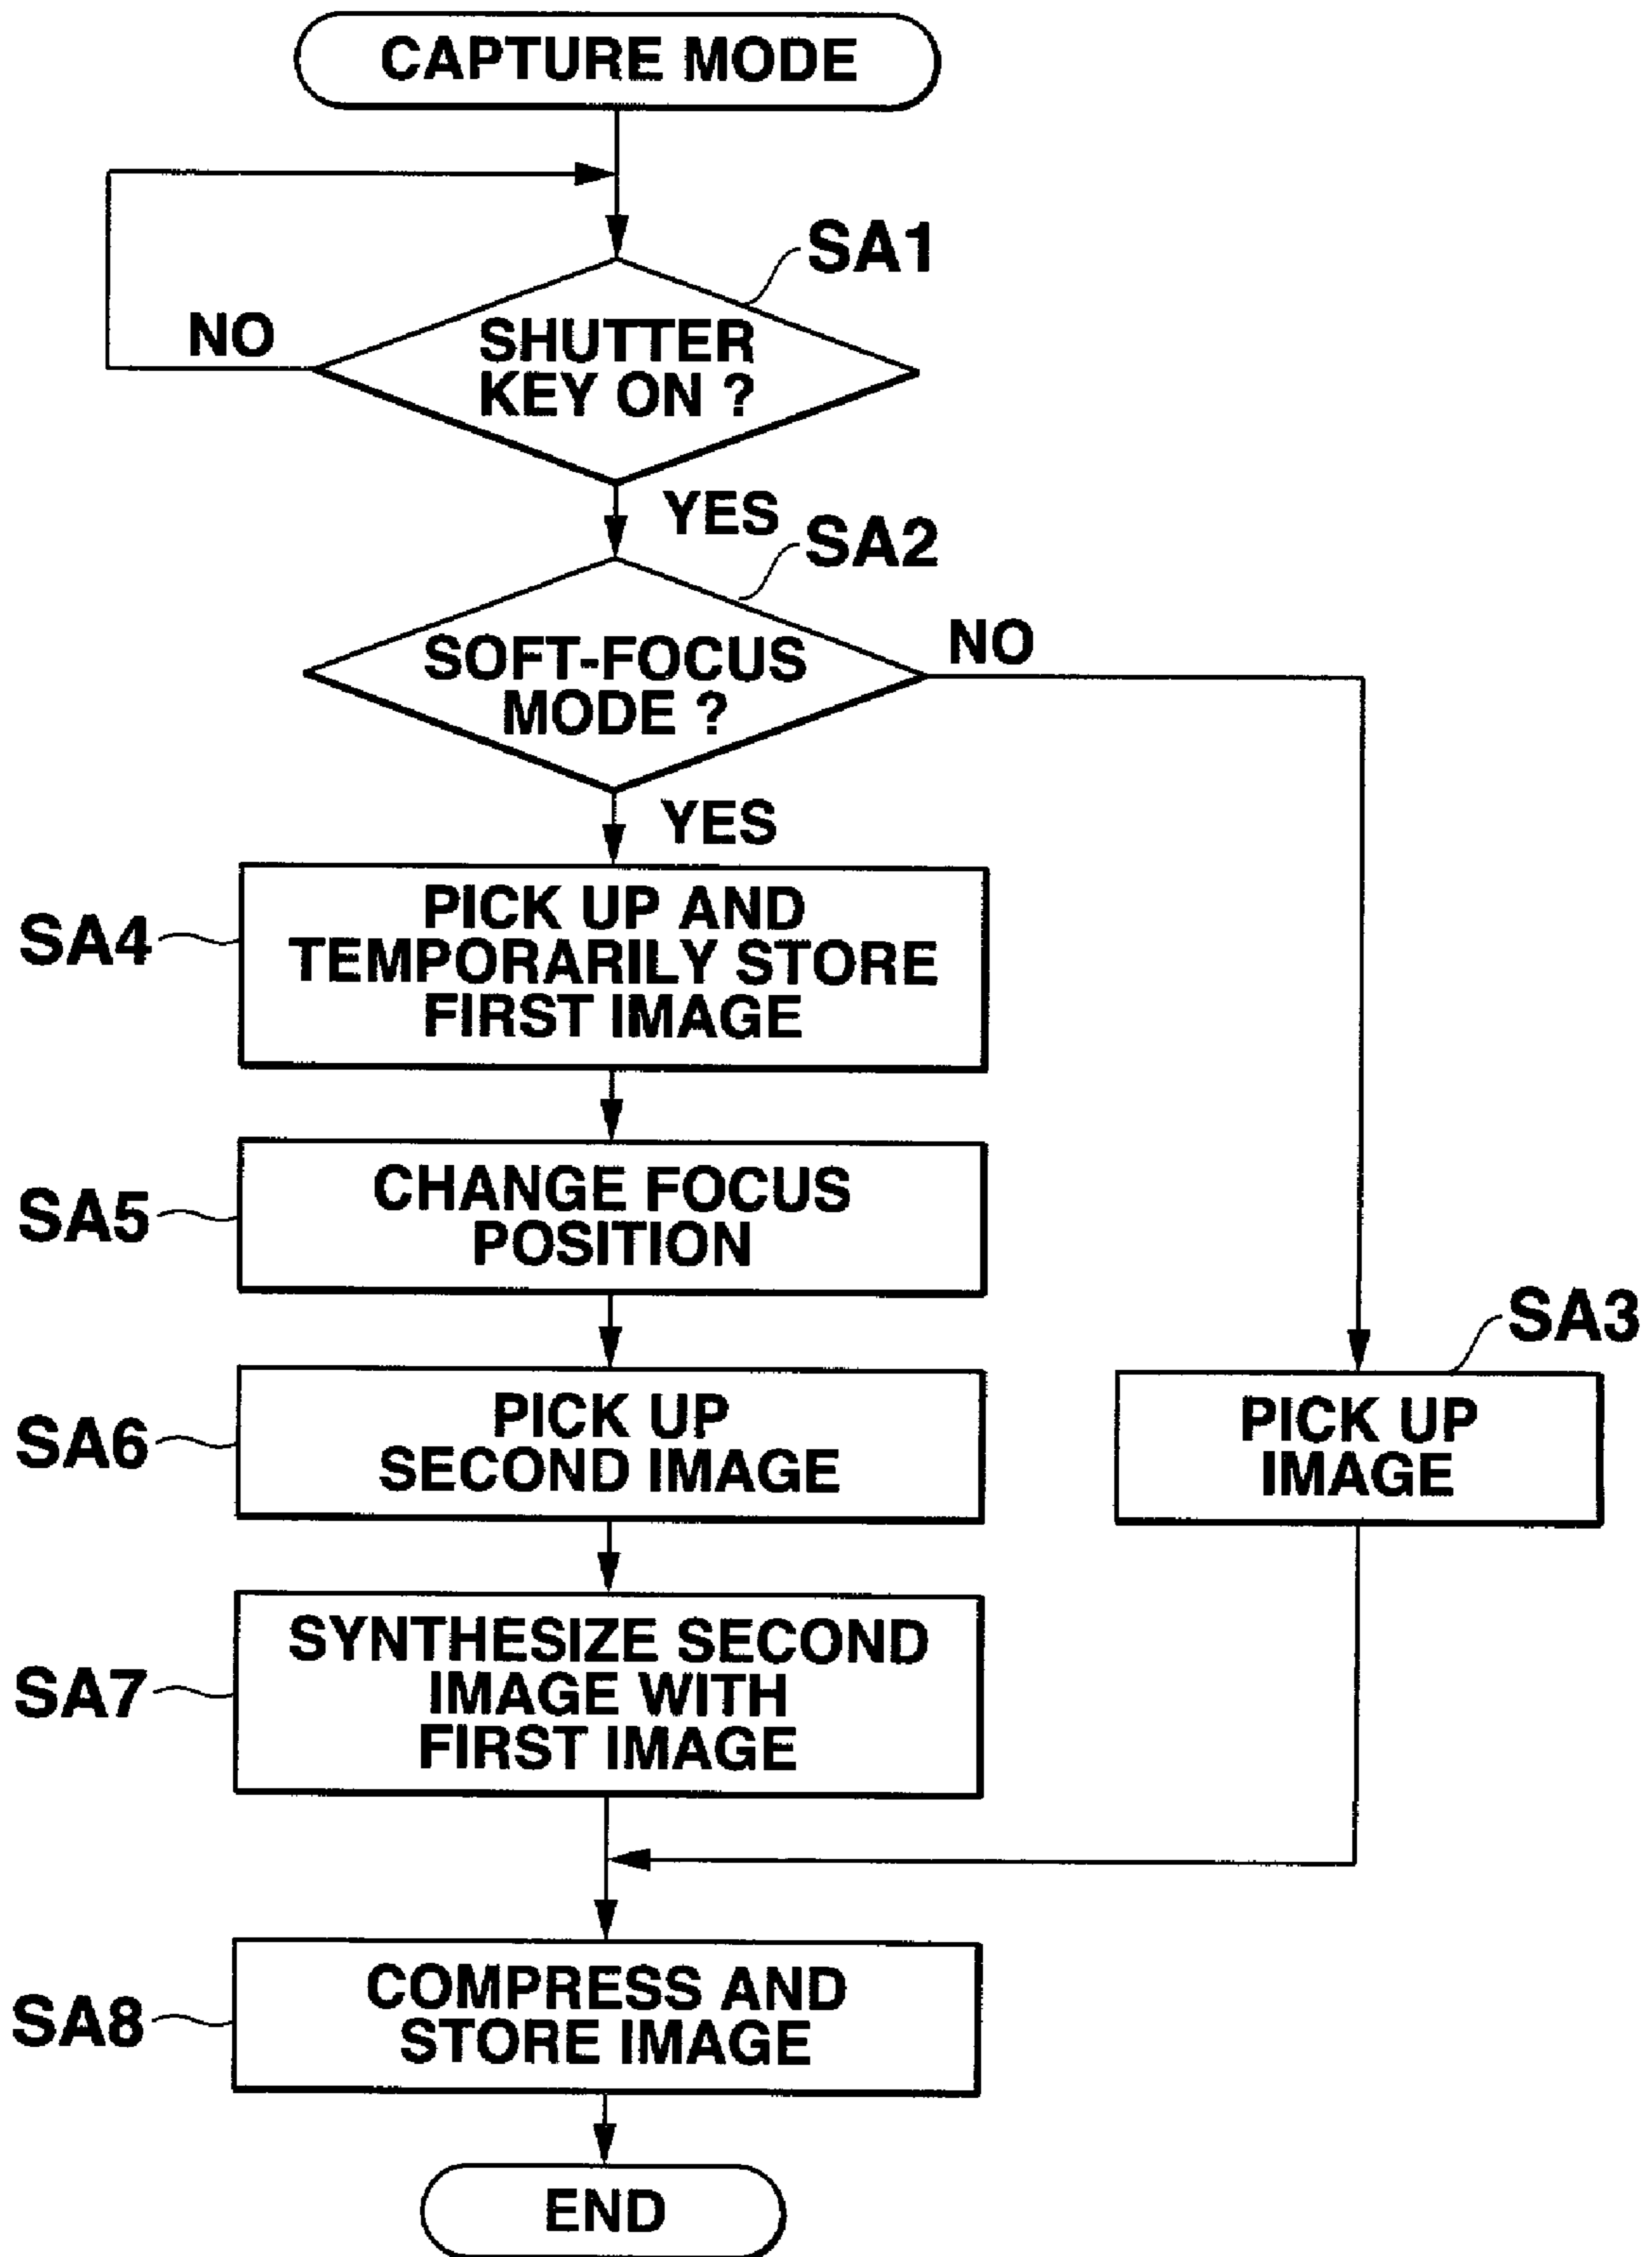 CAPTURE MODE
SA1
NO
SHUTTER
KEY ON ?
YES
SA2
NO
SOFT-FOCUS
MODE ?
YES
SA4
PICK UP AND
TEMPORARILY STORE
FIRST IMAGE
SA5
CHANGE FOCUS
POSITION
SA3
SA6
PICK UP
SECOND IMAGE
PICK UP
IMAGE
SA7
SYNTHESIZE SECOND
IMAGE WITH
FIRST IMAGE
SA8
COMPRESS AND
STORE IMAGE
END